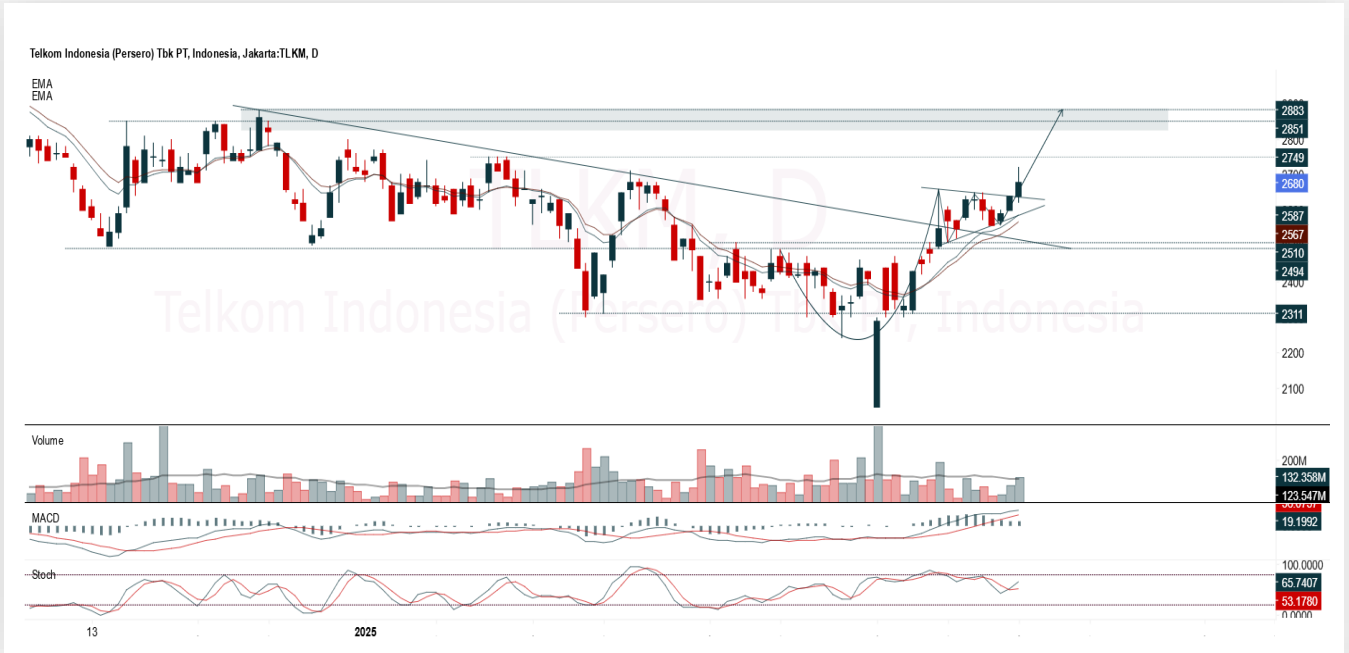 Telkom Indonesia (Persero) Tbk PT, Indonesia, Jakarta:TLKM, D
EMA
EMA
TLKM, D
Telkom Indonesia (Persero) Tbk PT, Indonesia
2883
2851
2800
2749
2680
2587
2567
2510
2494
2400
2311
2200
2100
Volume
200M
132.358M
123.547M
MACD
19.1992
Stoch
100.0000
65.7407
53.1780
0.0000
13
2025